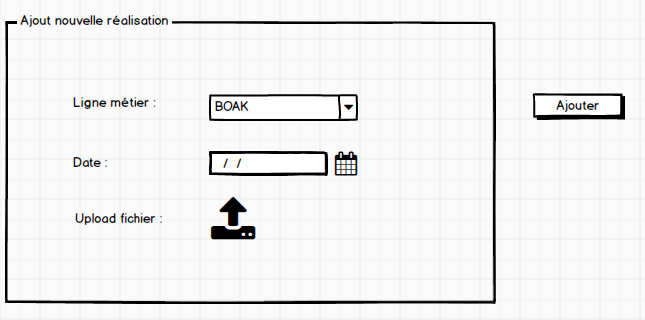 Ajout nouvelle réalisation
Ligne métier :
BOAK
Ajouter
Date :
/ /
Upload fichier :